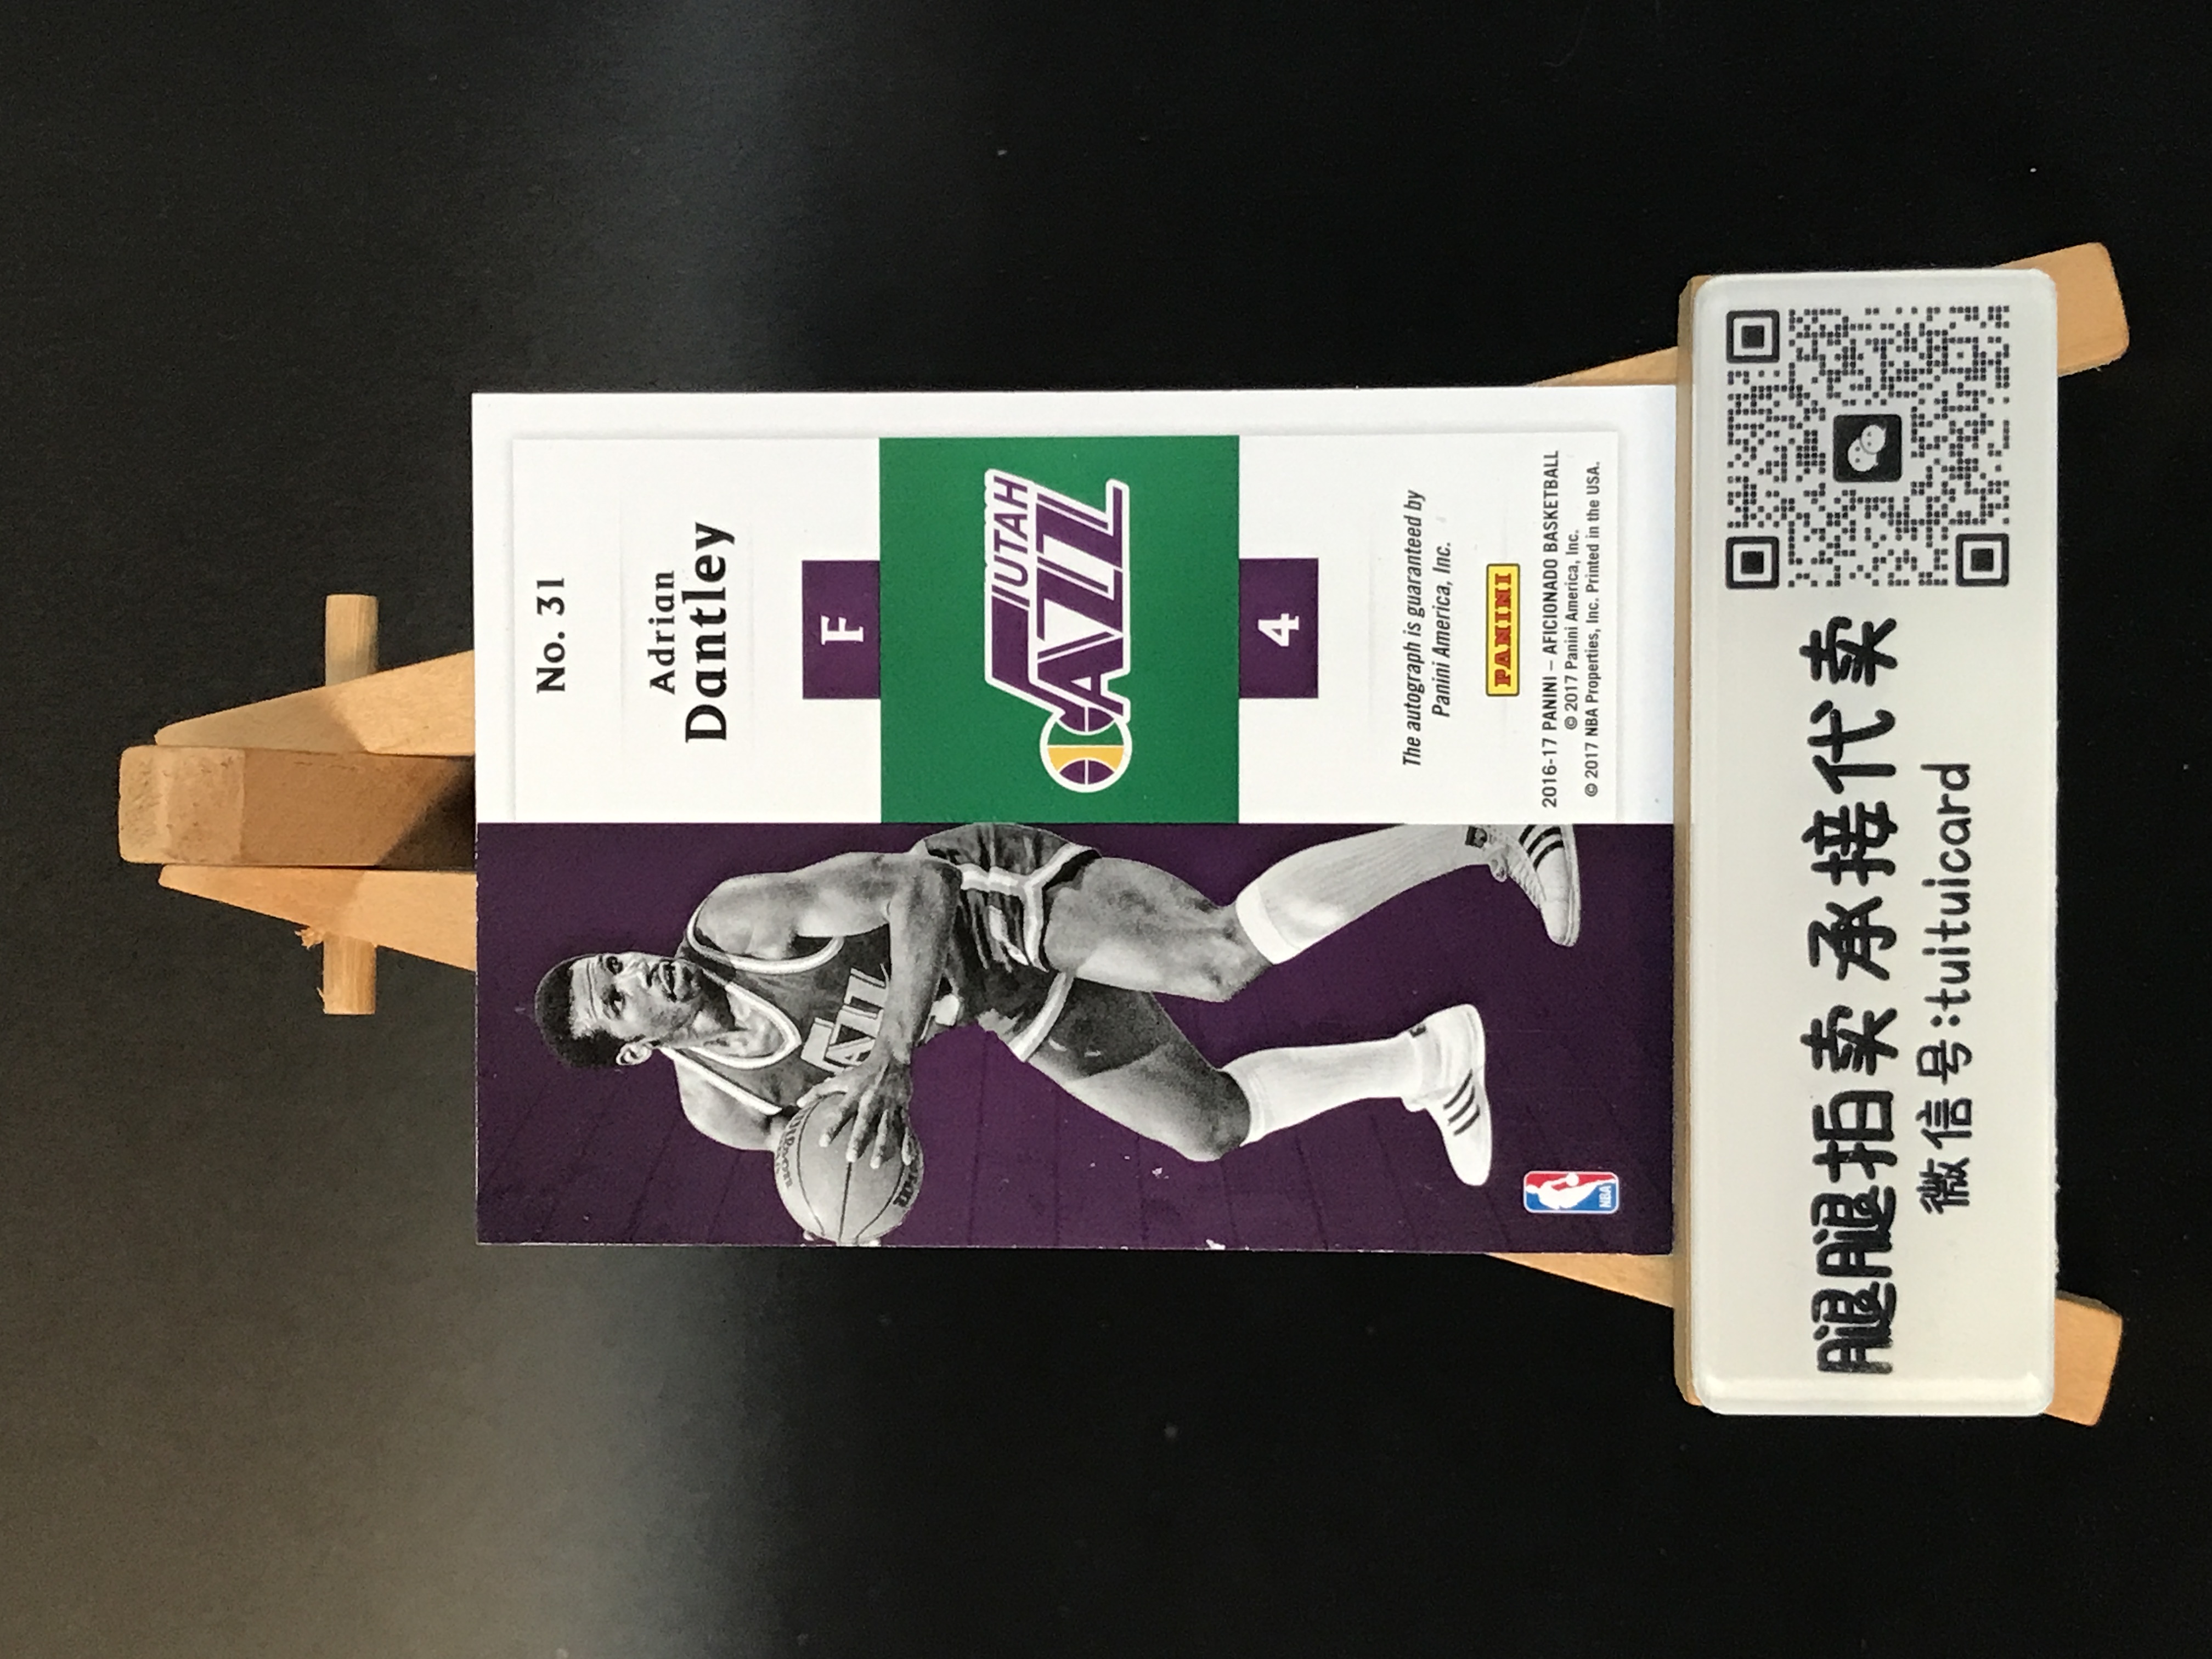 No. 31
Adrian
Dantley
F
UTAH
JAZZ
4
The autograph is guaranteed by
Panini America, Inc.
PANINI
2016-17 PANINI – AFICIONADO BASKETBALL
© 2017 Panini America, Inc.
© 2017 NBA Properties, Inc. Printed in the USA.
JAZZ
NBA
腿腿拍卖 承接代卖
微信号:tuituicard